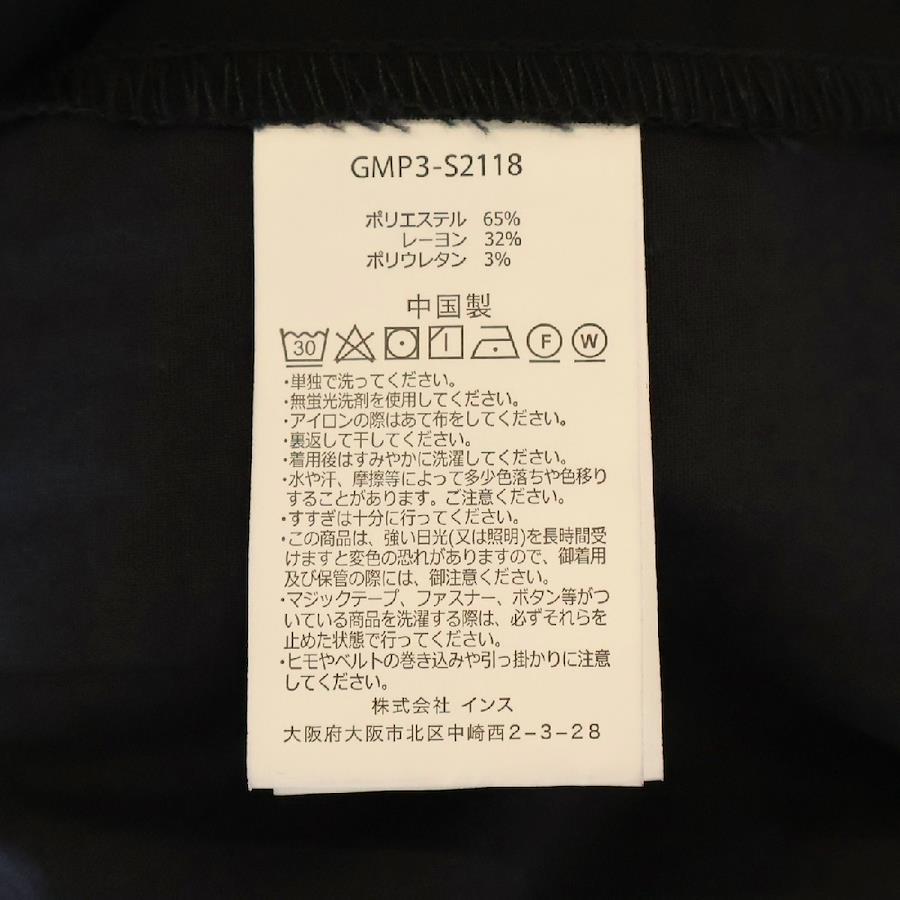 GMP3-S2118
ポリエステル 65%
レーヨン 32%
ポリウレタン 3%
中国製
30 F W
・単独で洗ってください。
・無蛍光洗剤を使用してください。
・アイロンの際はあて布をしてください。
・裏返して干してください。
・着用後はすみやかに洗濯してください。
・水や汗、摩擦等によって多少色落ちや色移り
することがあります。ご注意ください。
・すすぎは十分に行ってください。
・この商品は、強い日光(又は照明)を長時間受
けますと変色の恐れがありますので、御着用
及び保管の際には、御注意ください。
・マジックテープ、ファスナー、ボタン等がつ
いている商品を洗濯する際は、必ずそれらを
止めた状態で行ってください。
・ヒモやベルトの巻き込みや引っ掛かりに注意
してください。
株式会社 インス
大阪府大阪市北区中崎西2-3-28